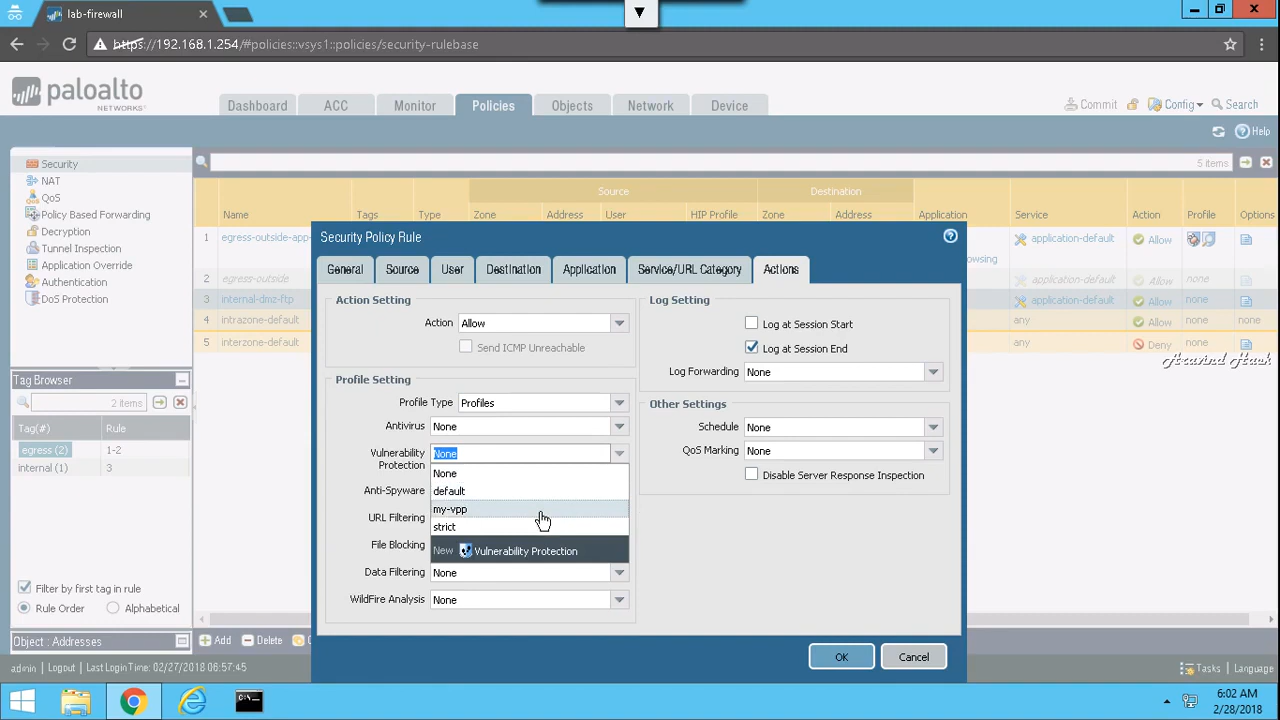 lab-firewall
https://192.168.1.254/#policies::vsys1::policies/security-rulebase
paloalto
NETWORKS
Dashboard
ACC
Monitor
Policies
Objects
Network
Device
Commit
Config
Search
Help
Security
NAT
QoS
Policy Based Forwarding
Decryption
Tunnel Inspection
Application Override
Authentication
DoS Protection
5 items
Source
Destination
Name Tags Type Zone Address User HIP Profile Zone Address Application Service Action Profile Options
1 egress-outside-app- application-default Allow
owsing
2 egress-outside application-default Allow none
3 internal-dmz-ftp application-default Allow none
4 intrazone-default any Allow none none
5 interzone-default any Deny none
Aravind Hack
Tag Browser
2 items
Tag(#) Rule
egress (2) 1-2
internal (1) 3
Filter by first tag in rule
Rule Order
Alphabetical
Object : Addresses
Add
Delete
Security Policy Rule
General
Source
User
Destination
Application
Service/URL Category
Actions
Action Setting
Action Allow
Send ICMP Unreachable
Profile Setting
Profile Type Profiles
Antivirus None
Vulnerability
Protection
None
None
default
my-vpp
strict
New Vulnerability Protection
Anti-Spyware
URL Filtering
File Blocking
Data Filtering None
WildFire Analysis None
Log Setting
Log at Session Start
Log at Session End
Log Forwarding None
Other Settings
Schedule None
QoS Marking None
Disable Server Response Inspection
OK
Cancel
admin
Logout
Last Login Time: 02/27/2018 06:57:45
Tasks
Language
6:02 AM
2/28/2018